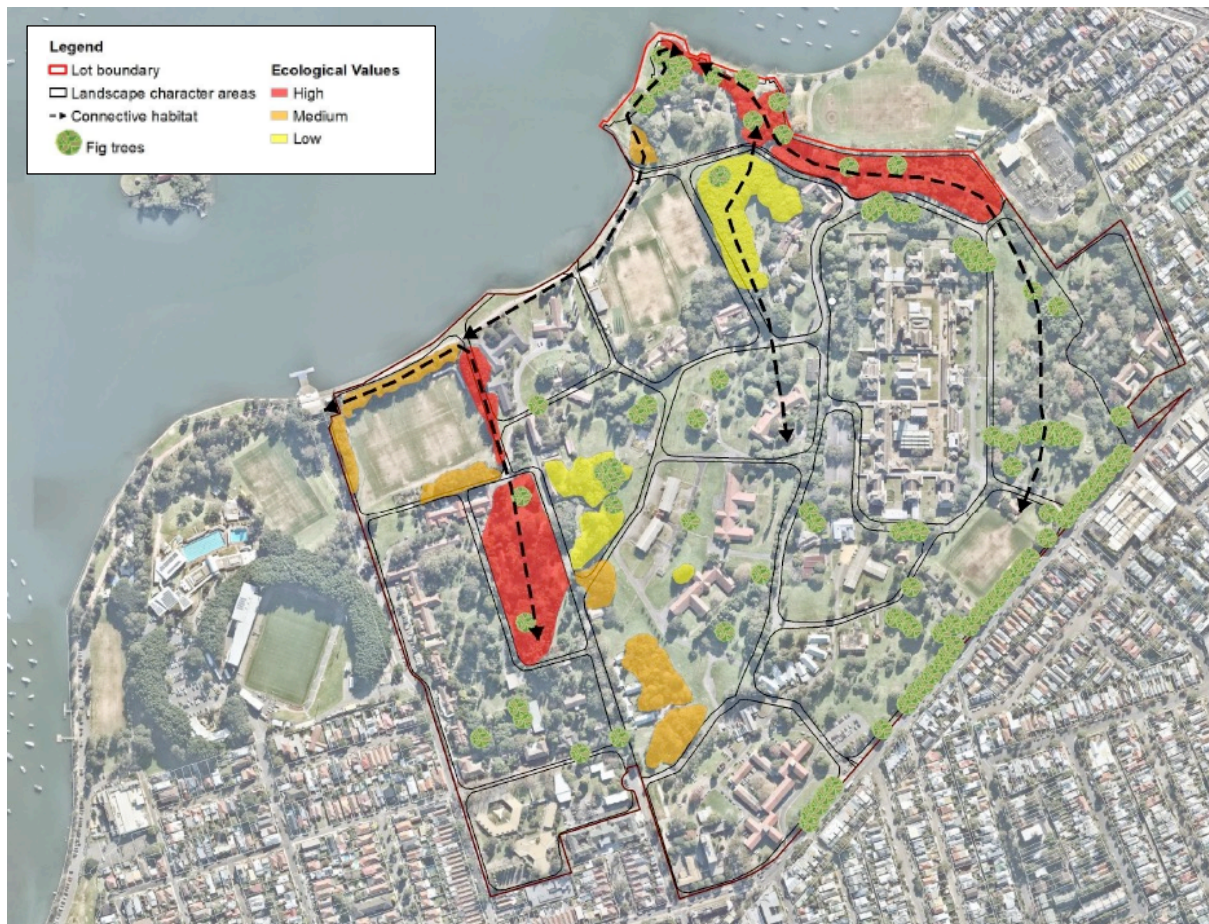 Legend
Lot boundary
Landscape character areas
Connective habitat
Fig trees
Ecological Values
High
Medium
Low